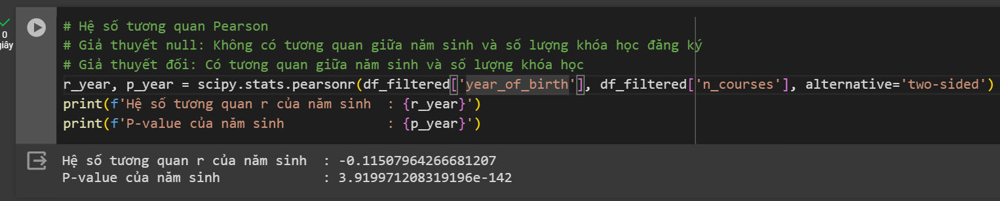 0
giây
# Hệ số tương quan Pearson
# Giả thuyết null: Không có tương quan giữa năm sinh và số lượng khóa học đăng ký
# Giả thuyết đối: Có tương quan giữa năm sinh và số lượng khóa học
r_year, p_year = scipy.stats.pearsonr(df_filtered['year_of_birth'], df_filtered['n_courses'], alternative='two-sided')
print(f'Hệ số tương quan r của năm sinh  : {r_year}')
print(f'P-value của năm sinh             : {p_year}')
Hệ số tương quan r của năm sinh  : -0.11507964266681207
P-value của năm sinh             : 3.919971208319196e-142